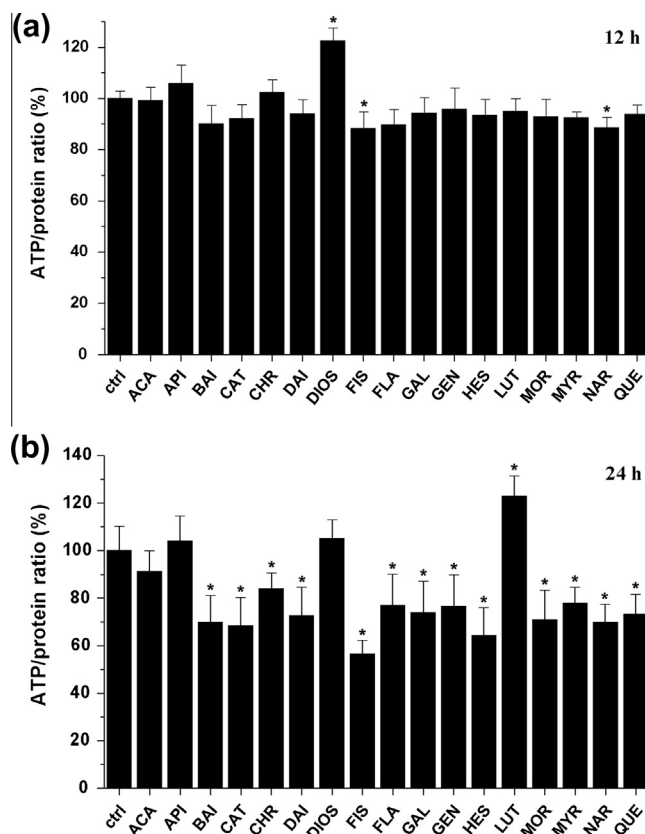 (a)
12 h
ATP/protein ratio (%)
120
100
80
60
40
20
0
*
*
*
ctrl ACA API BAI CAT CHR DAI DIOS FIS FLA GAL GEN HES LUT MOR MYR NAR QUE
(b)
24 h
ATP/protein ratio (%)
140
120
100
80
60
40
20
0
* * * * * * * * * * * * * *
ctrl ACA API BAI CAT CHR DAI DIOS FIS FLA GAL GEN HES LUT MOR MYR NAR QUE